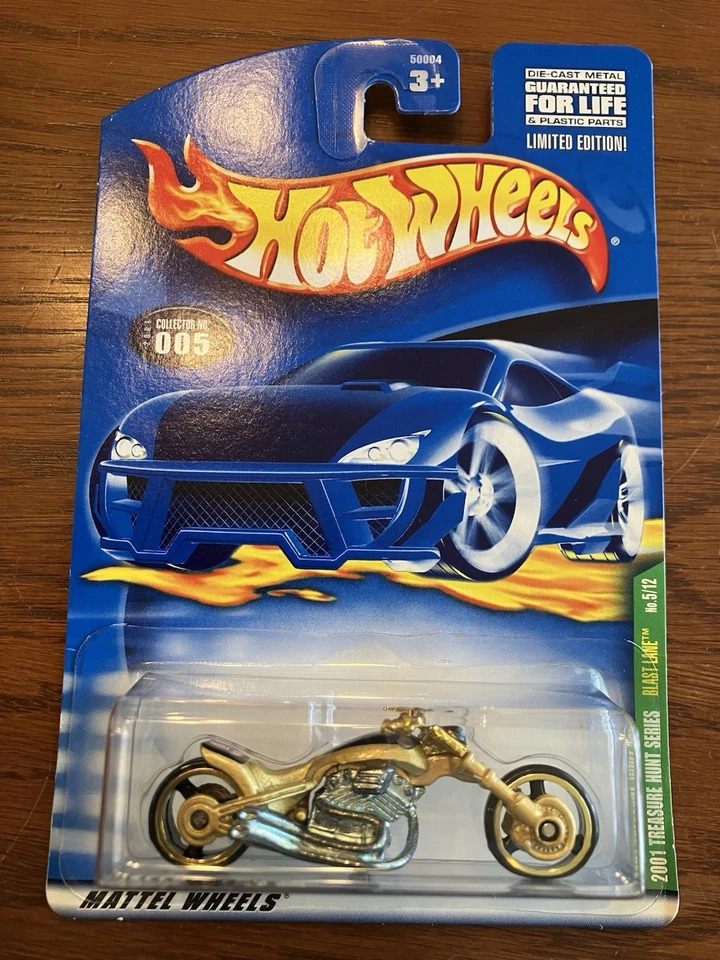 50004
3+
DIE-CAST METAL
GUARANTEED
FOR LIFE
& PLASTIC PARTS
LIMITED EDITION!
HOT WHEELS®
COLLECTOR NO.
005
2001 TREASURE HUNT SERIES BLAST LANE™ No. 5/12
MATTEL WHEELS®